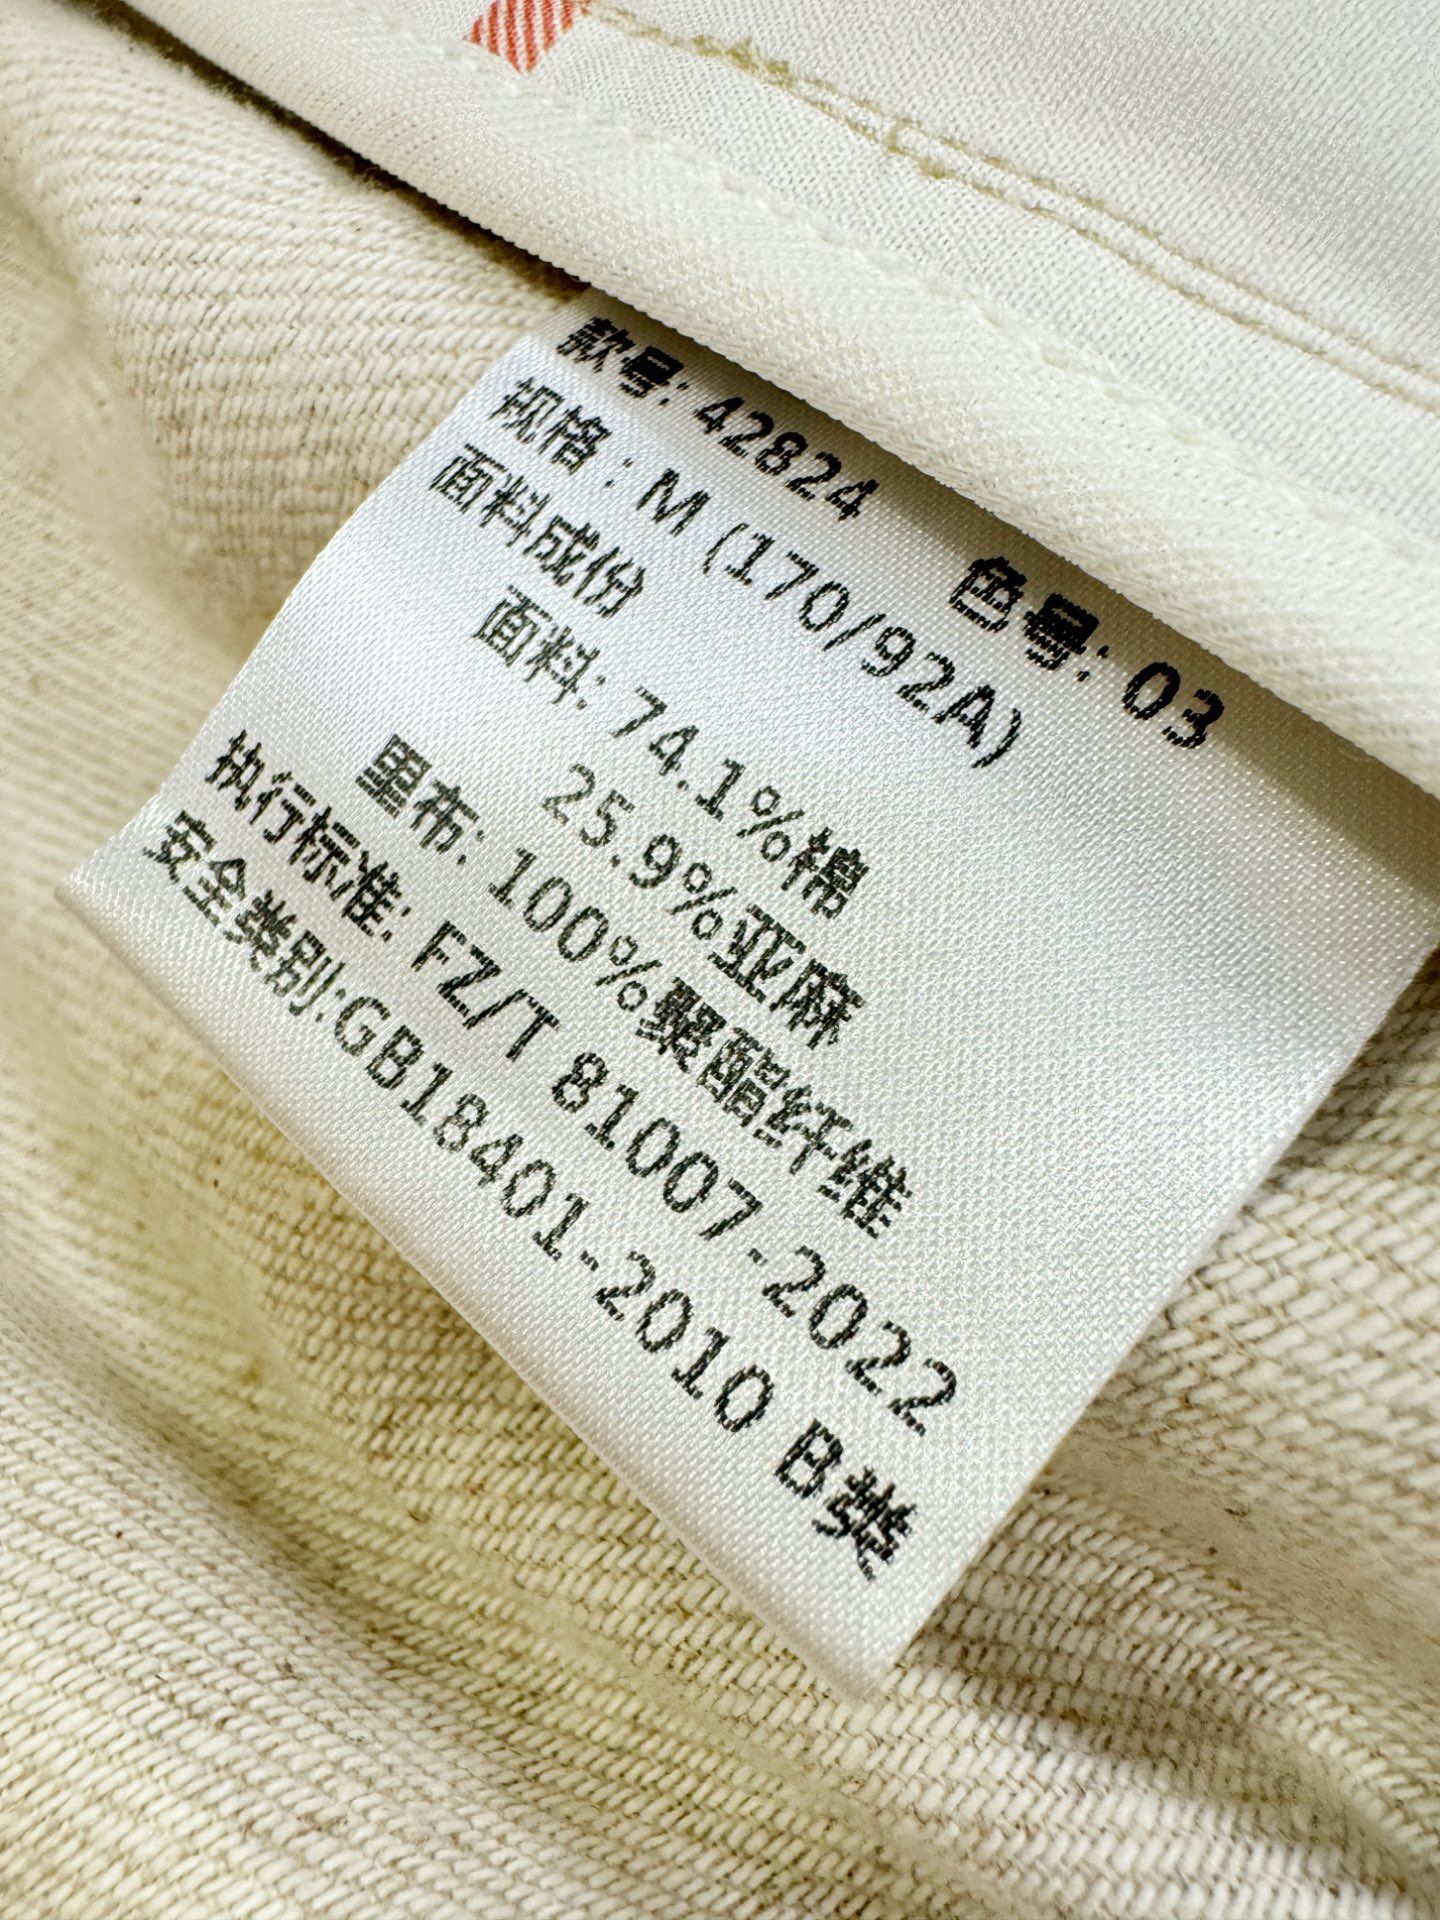 款号: 42824 色号: 03
规格: M (170/92A)
面料成份
面料: 74.1%棉
25.9%亚麻
里布: 100%聚酯纤维
执行标准: FZ/T 81007-2022
安全类别:GB18401-2010 B类